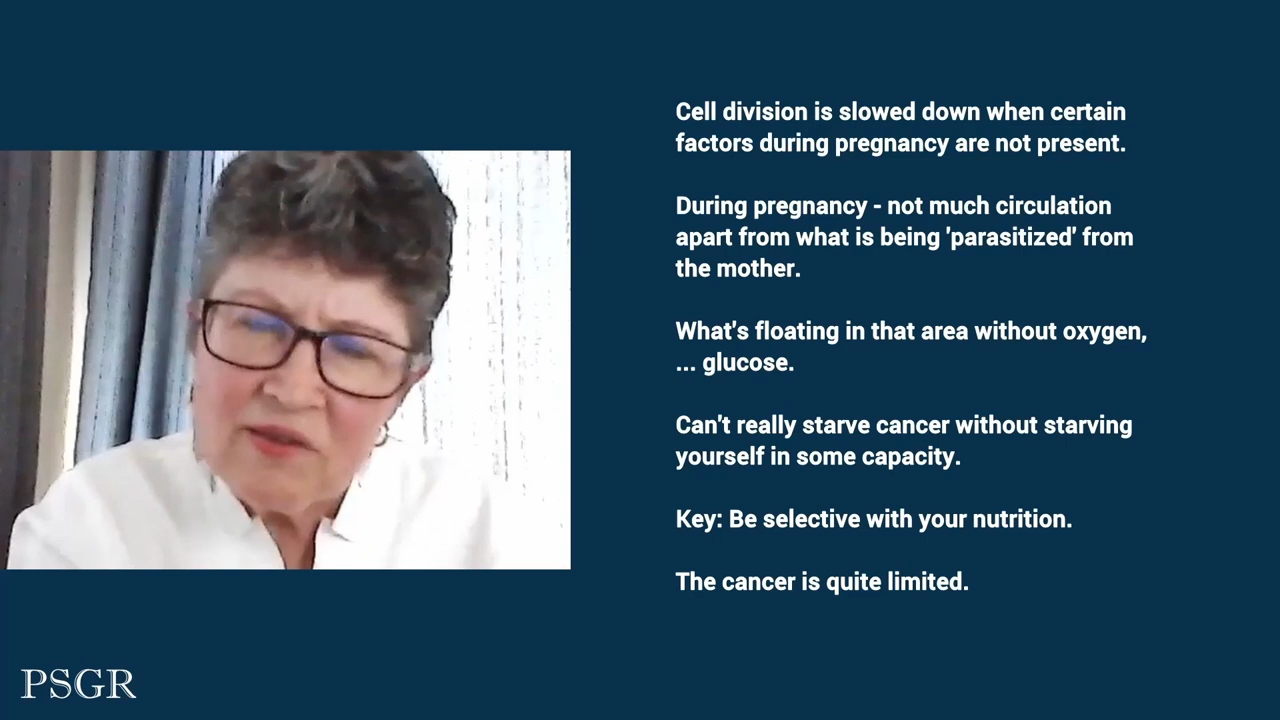 Cell division is slowed down when certain
factors during pregnancy are not present.
During pregnancy - not much circulation
apart from what is being 'parasitized' from
the mother.
What's floating in that area without oxygen,
... glucose.
Can't really starve cancer without starving
yourself in some capacity.
Key: Be selective with your nutrition.
The cancer is quite limited.
PSGR